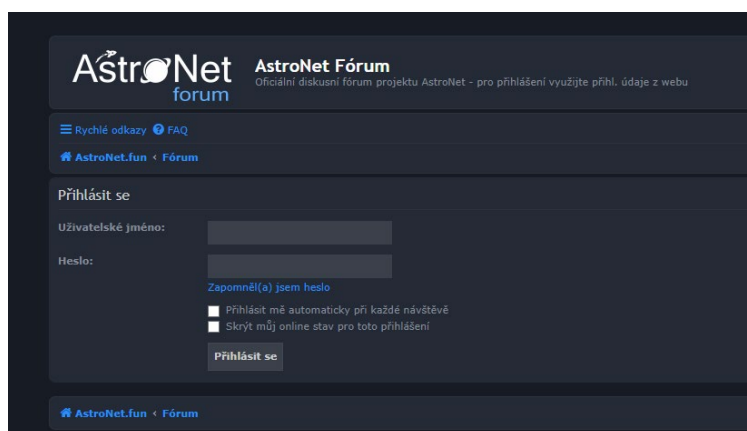 AstroNet
forum
AstroNet Fórum
Oficiální diskusní fórum projektu AstroNet - pro přihlášení využijte přihl. údaje z webu
Rychlé odkazy FAQ
AstroNet.fun ‹ Fórum
Přihlásit se
Uživatelské jméno:
Heslo:
Zapomněl(a) jsem heslo
Přihlásit mě automaticky při každé návštěvě
Skrýt můj online stav pro toto přihlášení
Přihlásit se
AstroNet.fun ‹ Fórum